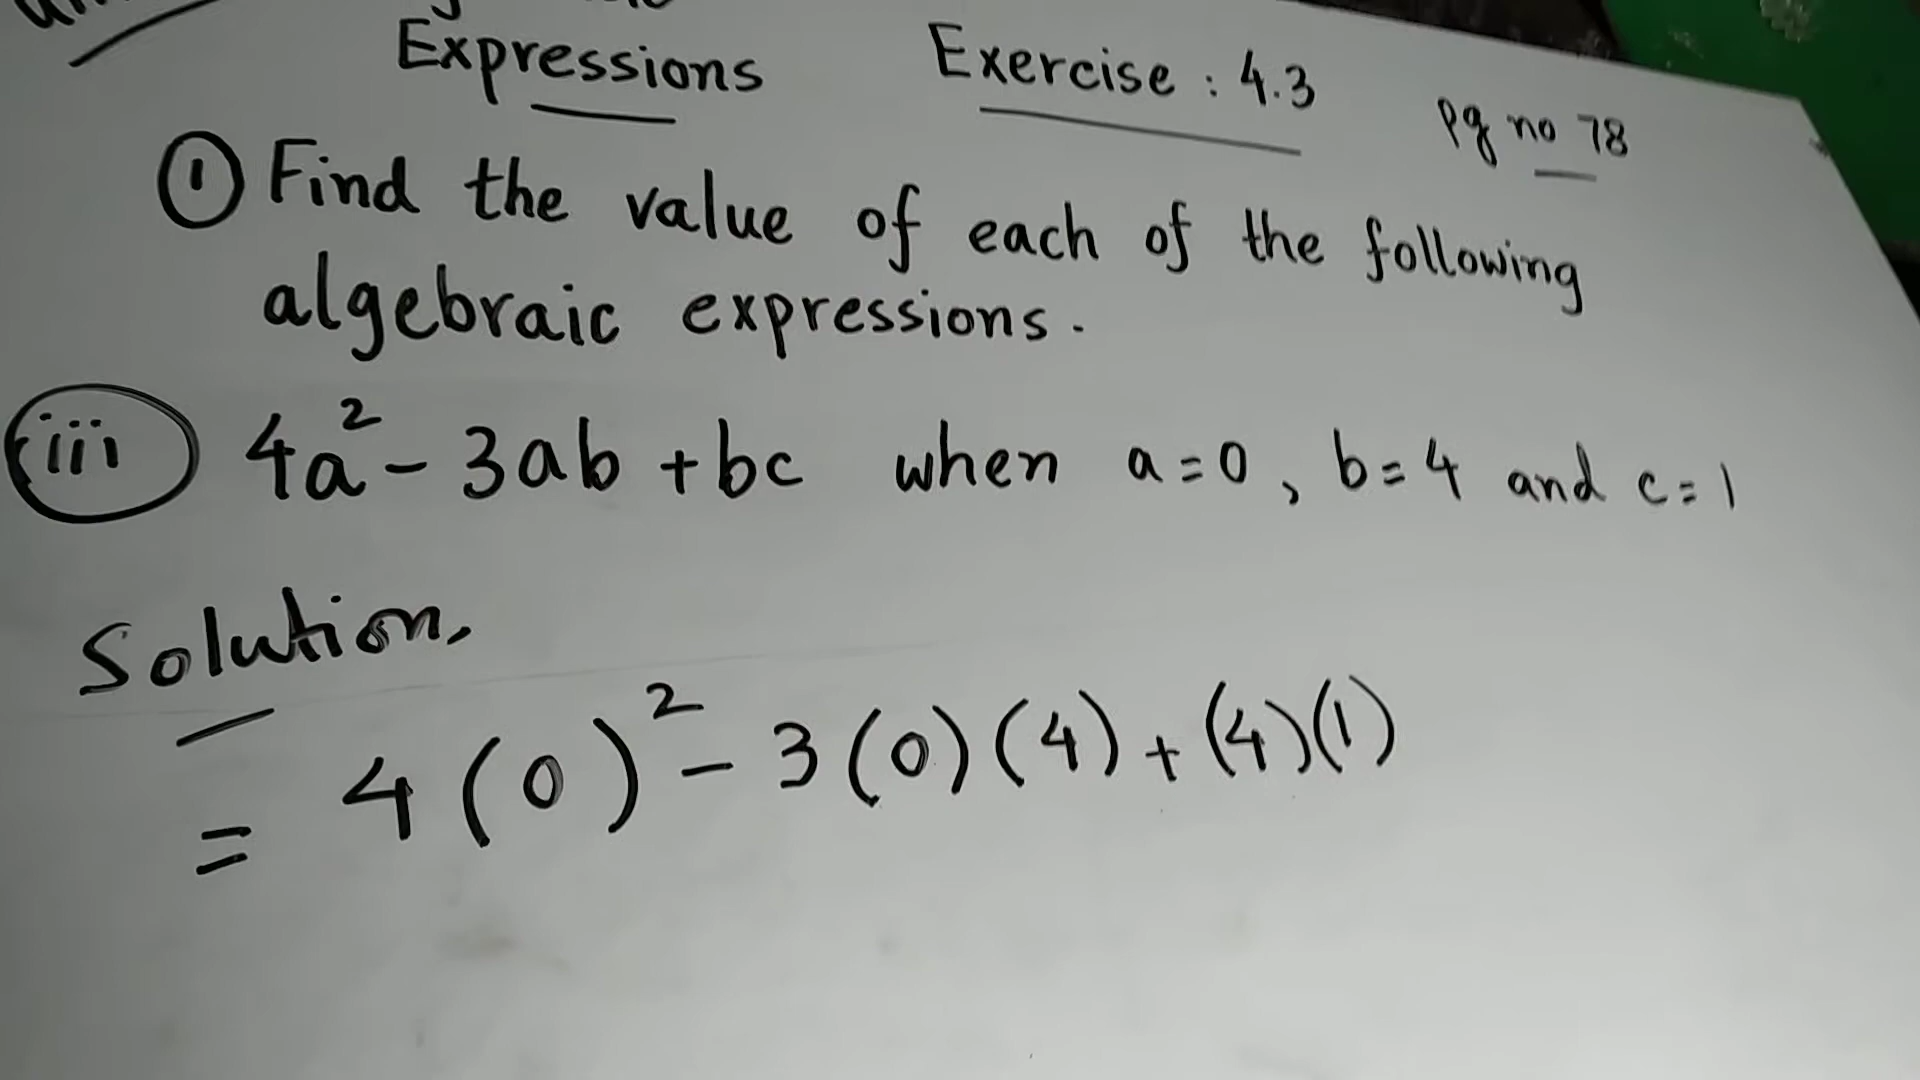 Expressions Exercise : 4.3 pg no 78
① Find the value of each of the following
algebraic expressions.
iii 4a² - 3ab + bc when a = 0, b = 4 and c = 1
Solution,
= 4(0)² - 3(0)(4) + (4)(1)